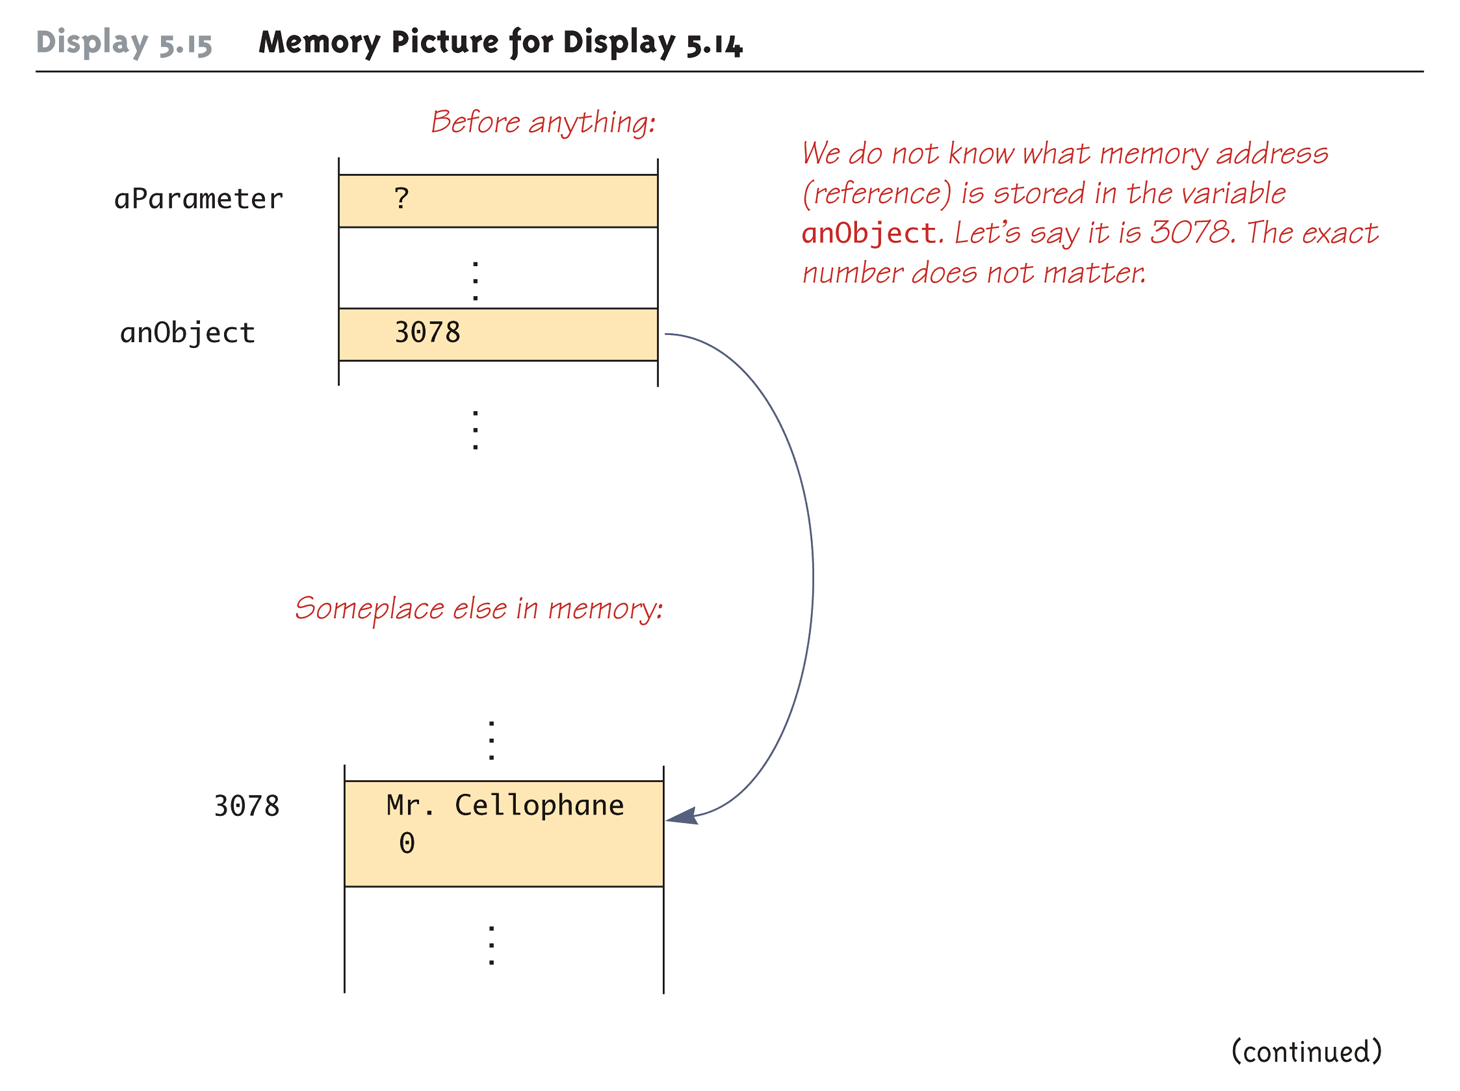 Display 5.15 Memory Picture for Display 5.14
Before anything:
We do not know what memory address
(reference) is stored in the variable
anObject. Let's say it is 3078. The exact
number does not matter.
aParameter ?
anObject 3078
Someplace else in memory:
3078 Mr. Cellophane
0
(continued)